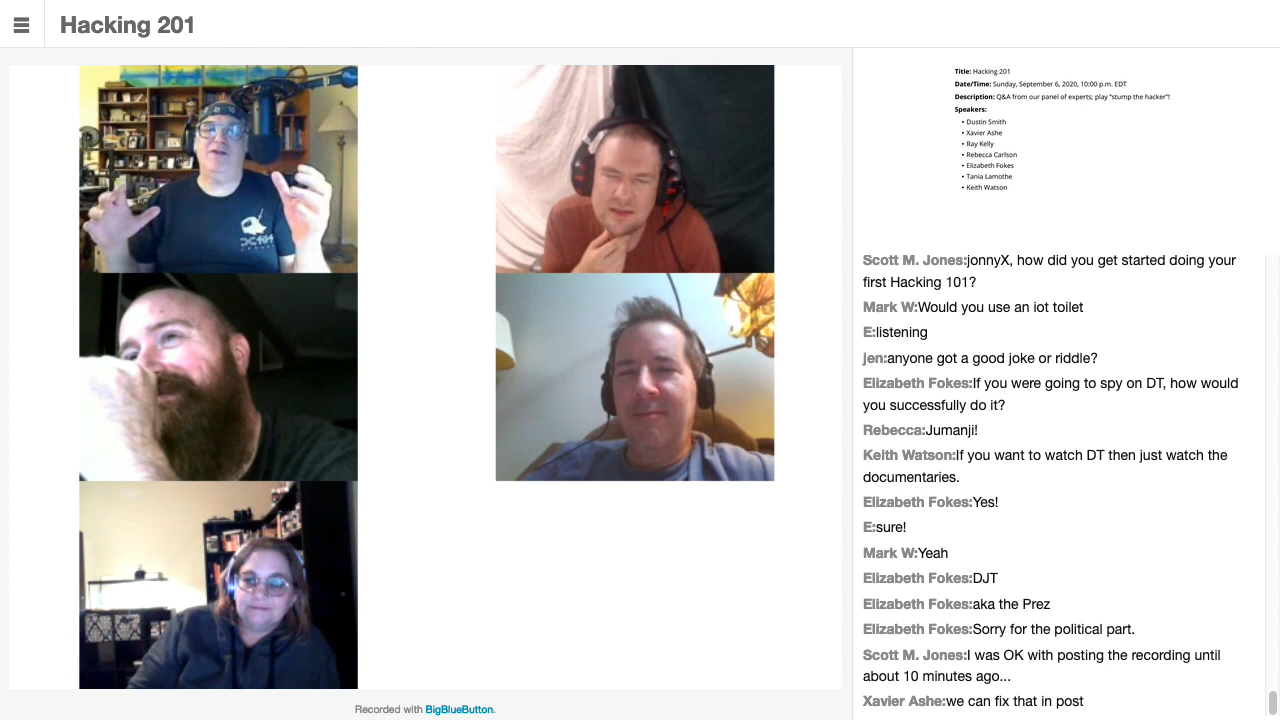 Hacking 201
Title: Hacking 201
Date/Time: Sunday, September 6, 2020, 10:00 p.m. EDT
Description: Q&A from our panel of experts; play "stump the hacker"!
Speakers:
• Dustin Smith
• Xavier Ashe
• Ray Kelly
• Rebecca Carlson
• Elizabeth Fokes
• Tania Lamothe
• Keith Watson
DC404
Scott M. Jones:jonnyX, how did you get started doing your
first Hacking 101?
Mark W:Would you use an iot toilet
E:listening
jen:anyone got a good joke or riddle?
Elizabeth Fokes:If you were going to spy on DT, how would
you successfully do it?
Rebecca:Jumanji!
Keith Watson:If you want to watch DT then just watch the
documentaries.
Elizabeth Fokes:Yes!
E:sure!
Mark W:Yeah
Elizabeth Fokes:DJT
Elizabeth Fokes:aka the Prez
Elizabeth Fokes:Sorry for the political part.
Scott M. Jones:I was OK with posting the recording until
about 10 minutes ago...
Xavier Ashe:we can fix that in post
Recorded with BigBlueButton.